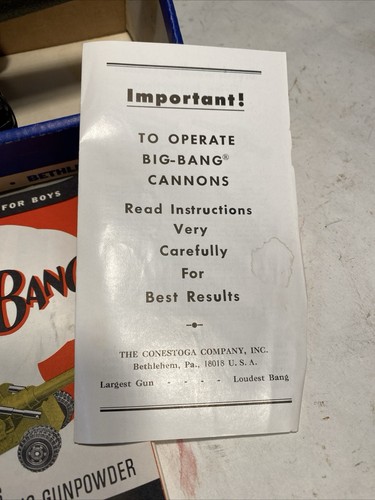 Important!
TO OPERATE
BIG-BANG®
CANNONS
Read Instructions
Very
Carefully
For
Best Results
THE CONESTOGA COMPANY, INC.
Bethlehem, Pa., 18018 U. S. A.
Largest Gun - - - - Loudest Bang
FOR BOYS
BANG
GUNPOWDER